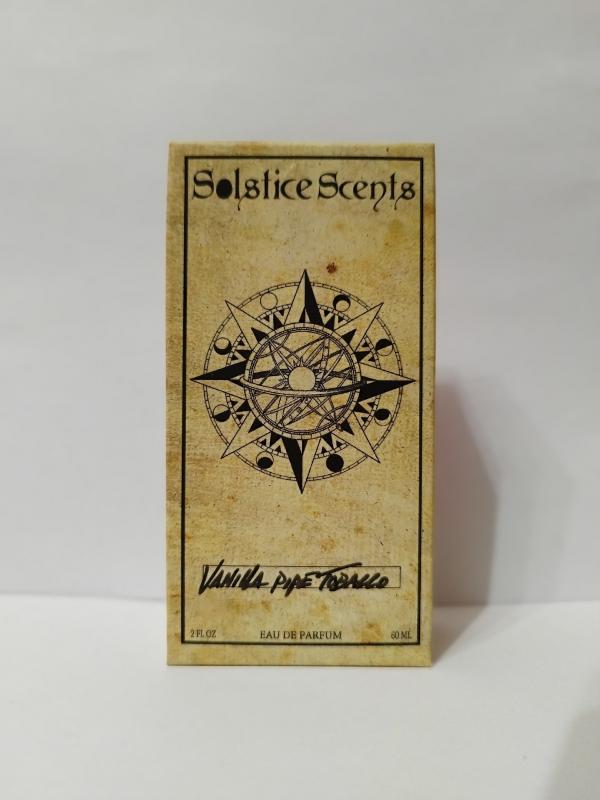 Solstice Scents
Vanilla Pipe Tobacco
2 FL OZ EAU DE PARFUM 60 ML